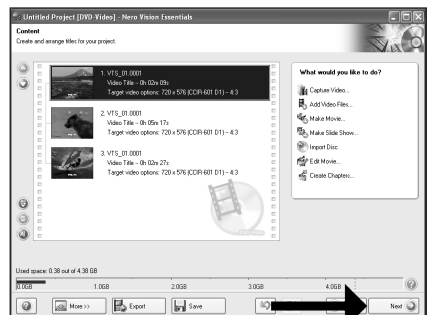 Untitled Project [DVD-Video] - Nero Vision Essentials
Content
Create and arrange titles for your project.
1. VTS_01.0001
Video Title – 0h 02m 09s
Target video options: 720 x 576 (CCIR-601 D1) – 4:3
2. VTS_01.0001
Video Title – 0h 05m 17s
Target video options: 720 x 576 (CCIR-601 D1) – 4:3
3. VTS_01.0001
Video Title – 0h 02m 27s
Target video options: 720 x 576 (CCIR-601 D1) – 4:3
What would you like to do?
Capture Video...
Add Video Files...
Make Movie...
Make Slide Show...
Import Disc
Edit Movie...
Create Chapters...
Used space: 0.38 out of 4.38 GB
0.0GB 1.0GB 2.0GB 3.0GB 4.0GB
More >> Export Save Next